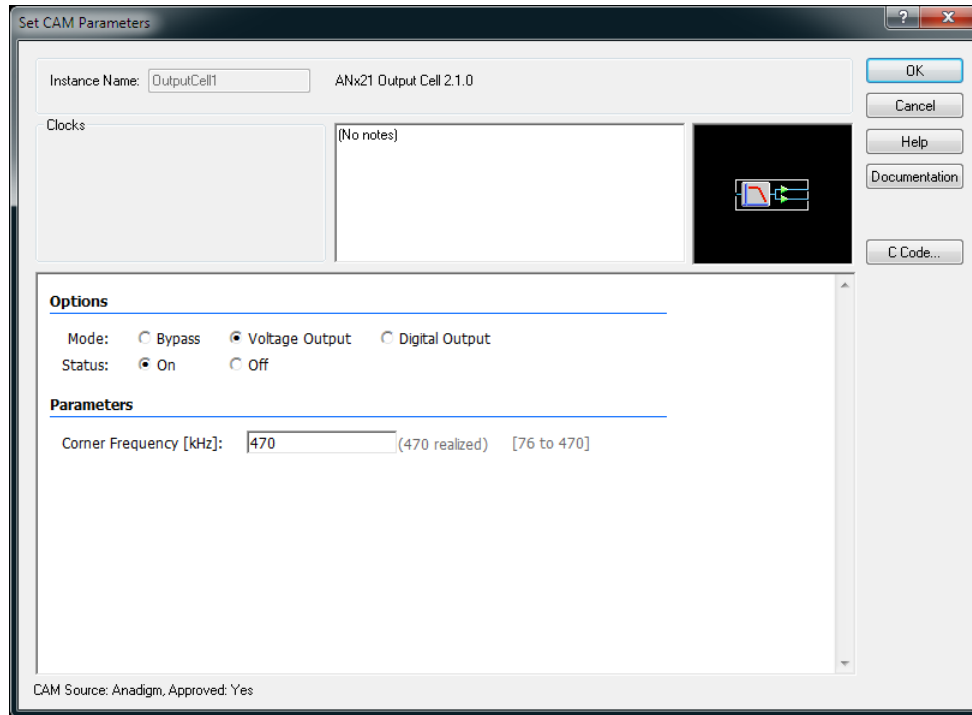 Set CAM Parameters
?
Instance Name: OutputCell1 ANx21 Output Cell 2.1.0
OK
Cancel
Help
Documentation
C Code...
Clocks
(No notes)
Options
Mode: Bypass Voltage Output Digital Output
Status: On Off
Parameters
Corner Frequency [kHz]: 470 (470 realized) [76 to 470]
CAM Source: Anadigm, Approved: Yes